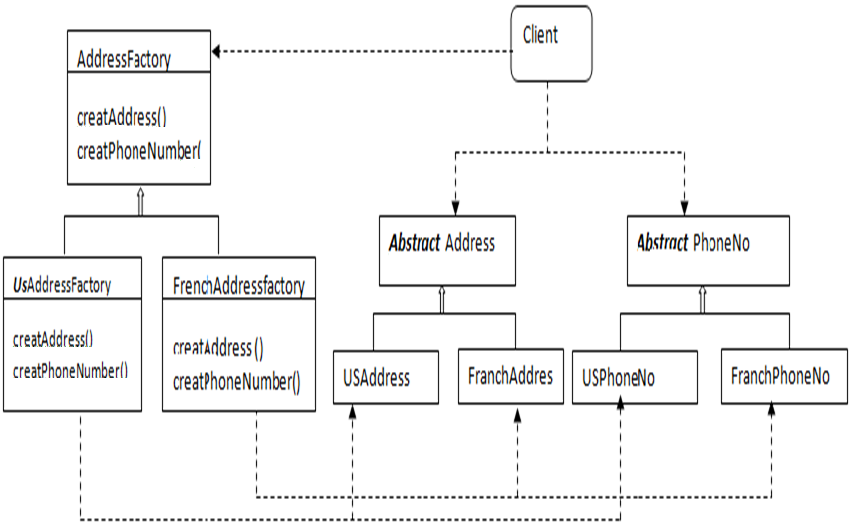 Client
AddressFactory
creatAddress()
creatPhoneNumber(
Abstract Address
Abstract PhoneNo
UsAddressFactory
creatAddress()
creatPhoneNumber()
FrenchAddressfactory
creatAddress()
creatPhoneNumber()
USAddress
FranchAddres
USPhoneNo
FranchPhoneNo